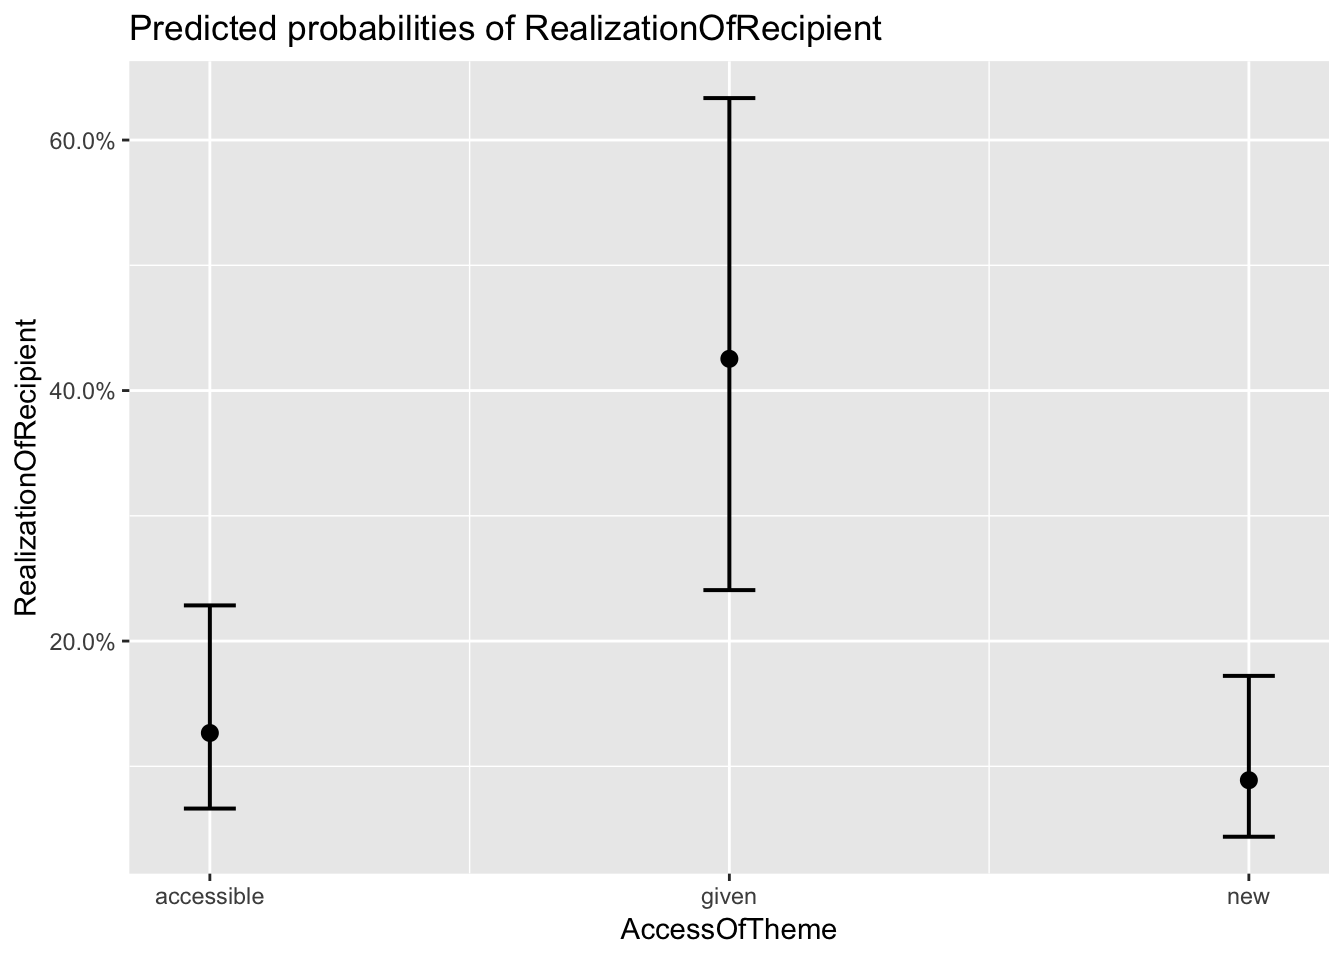 Predicted probabilities of RealizationOfRecipient
RealizationOfRecipient
60.0%
40.0%
20.0%
accessible
given
new
AccessOfTheme